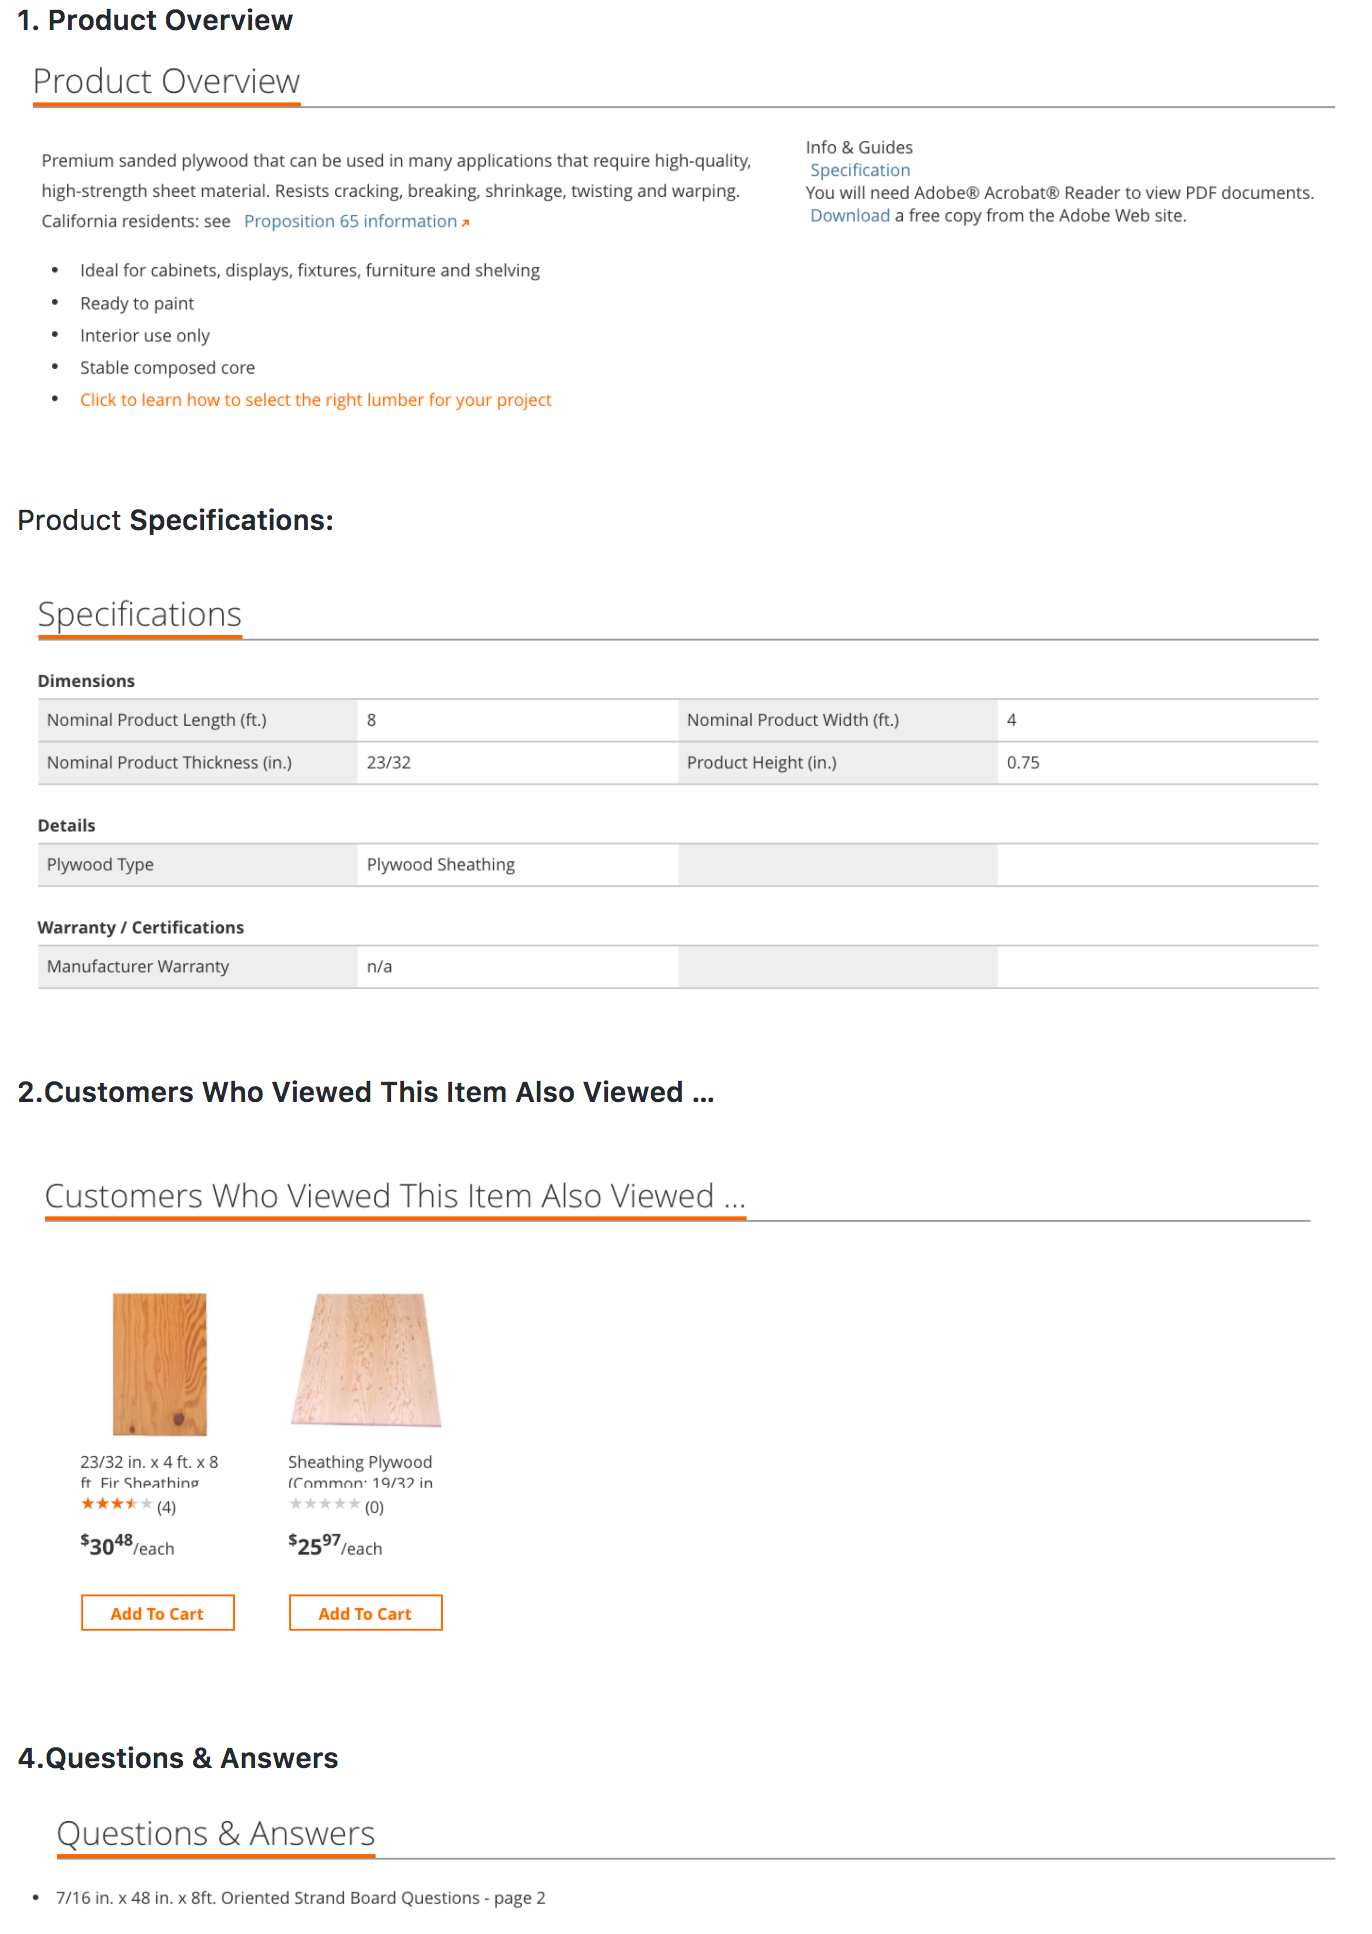 1. Product Overview
Product Overview
Premium sanded plywood that can be used in many applications that require high-quality,
high-strength sheet material. Resists cracking, breaking, shrinkage, twisting and warping.
California residents: see Proposition 65 information
• Ideal for cabinets, displays, fixtures, furniture and shelving
• Ready to paint
• Interior use only
• Stable composed core
• Click to learn how to select the right lumber for your project
Info & Guides
Specification
You will need Adobe® Acrobat® Reader to view PDF documents.
Download a free copy from the Adobe Web site.
Product Specifications:
Specifications
Dimensions
Nominal Product Length (ft.) 8 Nominal Product Width (ft.) 4
Nominal Product Thickness (in.) 23/32 Product Height (in.) 0.75
Details
Plywood Type Plywood Sheathing
Warranty / Certifications
Manufacturer Warranty n/a
2.Customers Who Viewed This Item Also Viewed ...
Customers Who Viewed This Item Also Viewed ...
23/32 in. x 4 ft. x 8
ft. Fir Sheathing
(4)
$3048/each
Add To Cart
Sheathing Plywood
(Common: 19/32 in
(0)
$2597/each
Add To Cart
4.Questions & Answers
Questions & Answers
• 7/16 in. x 48 in. x 8ft. Oriented Strand Board Questions - page 2